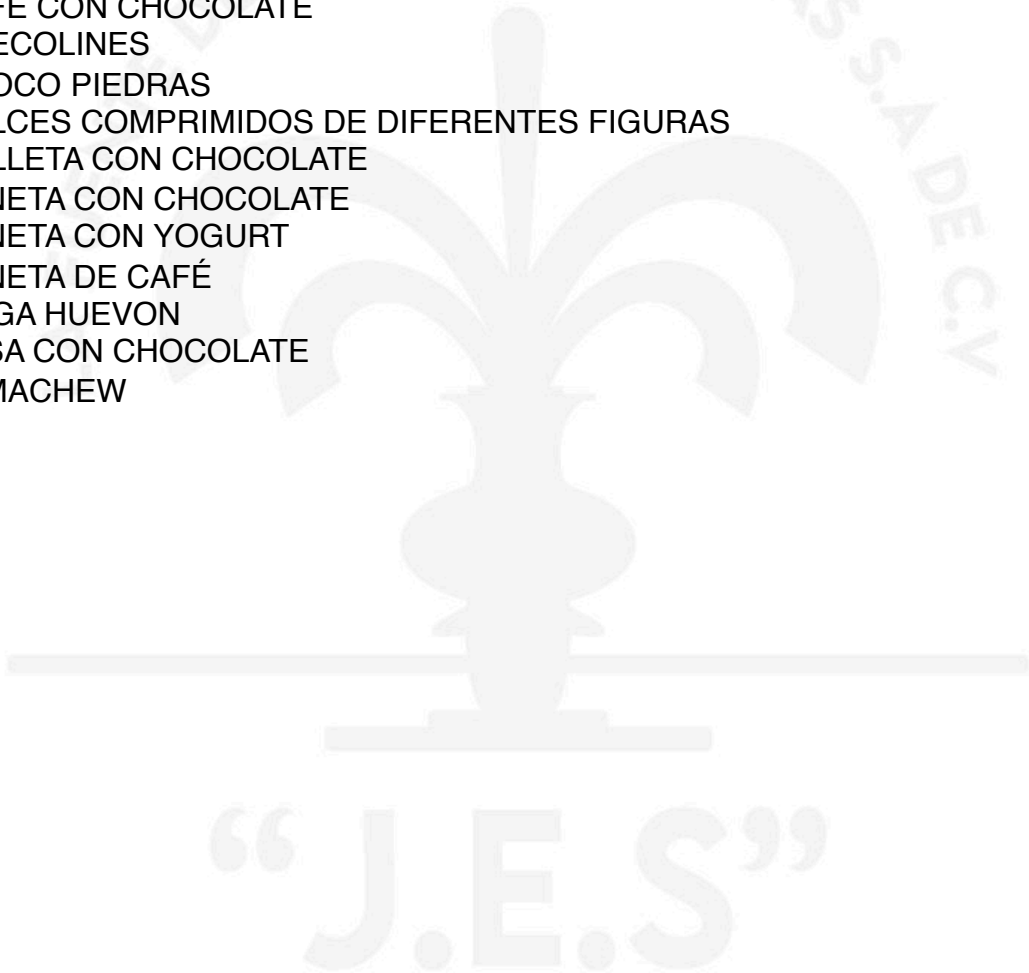 FE CON CHOCOLATE
ECOLINES
OCO PIEDRAS
LCES COMPRIMIDOS DE DIFERENTES FIGURAS
LLETA CON CHOCOLATE
NETA CON CHOCOLATE
NETA CON YOGURT
NETA DE CAFÉ
GA HUEVON
SA CON CHOCOLATE
MACHEW
AS S.A DE C.V
“J.E.S”